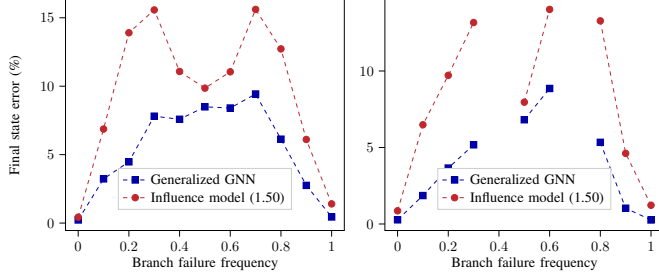 Final state error (%)
15
10
5
0
Generalized GNN
Influence model (1.50)
0 0.2 0.4 0.6 0.8 1
Branch failure frequency
10
5
0
Generalized GNN
Influence model (1.50)
0 0.2 0.4 0.6 0.8 1
Branch failure frequency